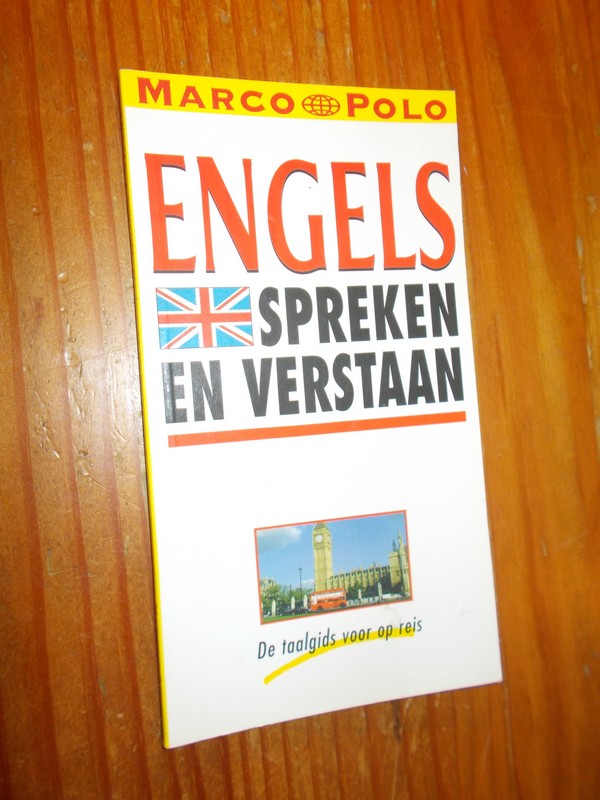 MARCO POLO
ENGELS
SPREKEN
EN VERSTAAN
De taalgids voor op reis